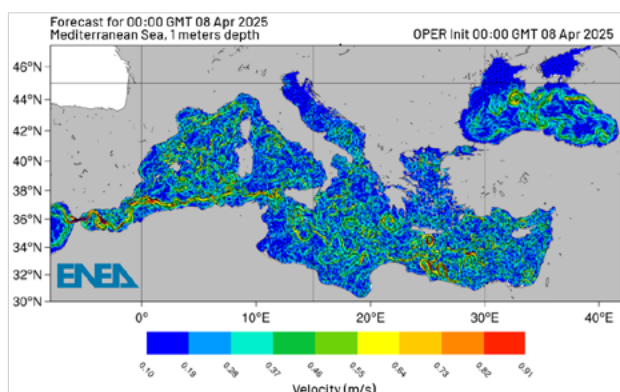 Forecast for 00:00 GMT 08 Apr 2025
Mediterranean Sea, 1 meters depth
OPER Init 00:00 GMT 08 Apr 2025
46°N
44°N
42°N
40°N
38°N
36°N
34°N
32°N
30°N
ENEA
0° 10°E 20°E 30°E 40°E
0.10 0.19 0.28 0.37 0.46 0.55 0.64 0.73 0.82 0.91
Velocity (m/s)